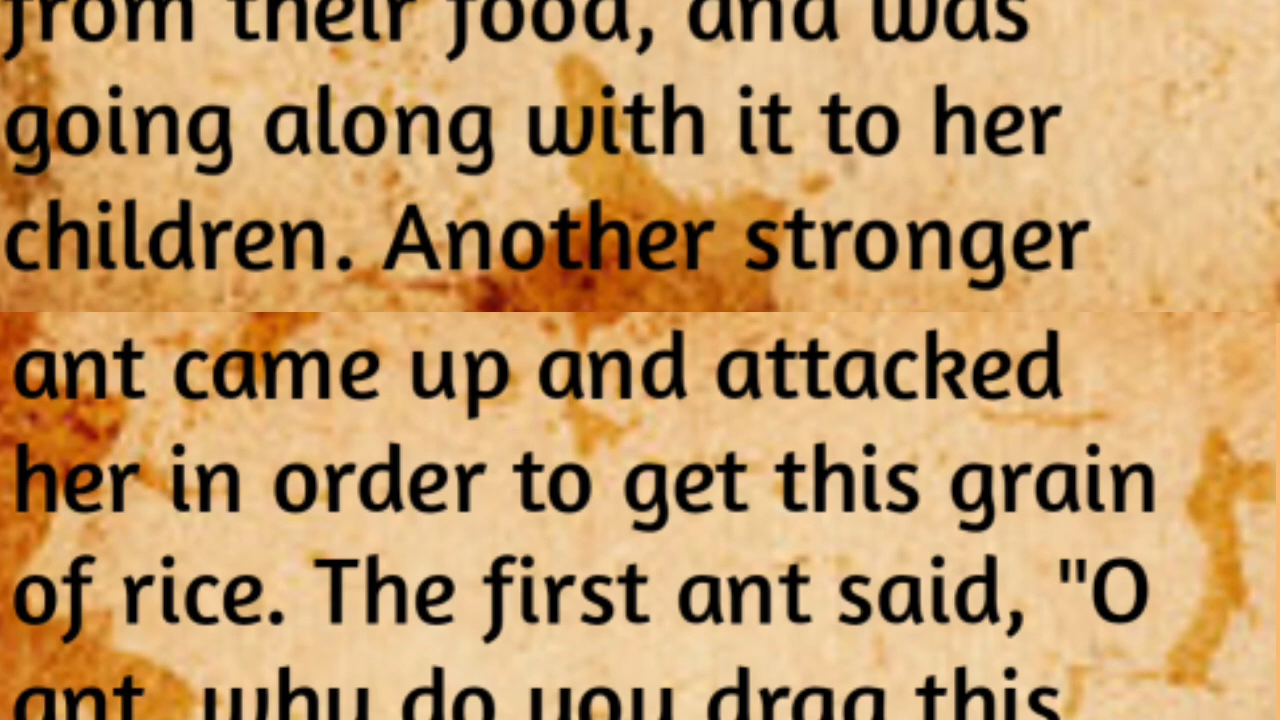 from their food, and was
going along with it to her
children. Another stronger
ant came up and attacked
her in order to get this grain
of rice. The first ant said, "O
ant, why do you drag this